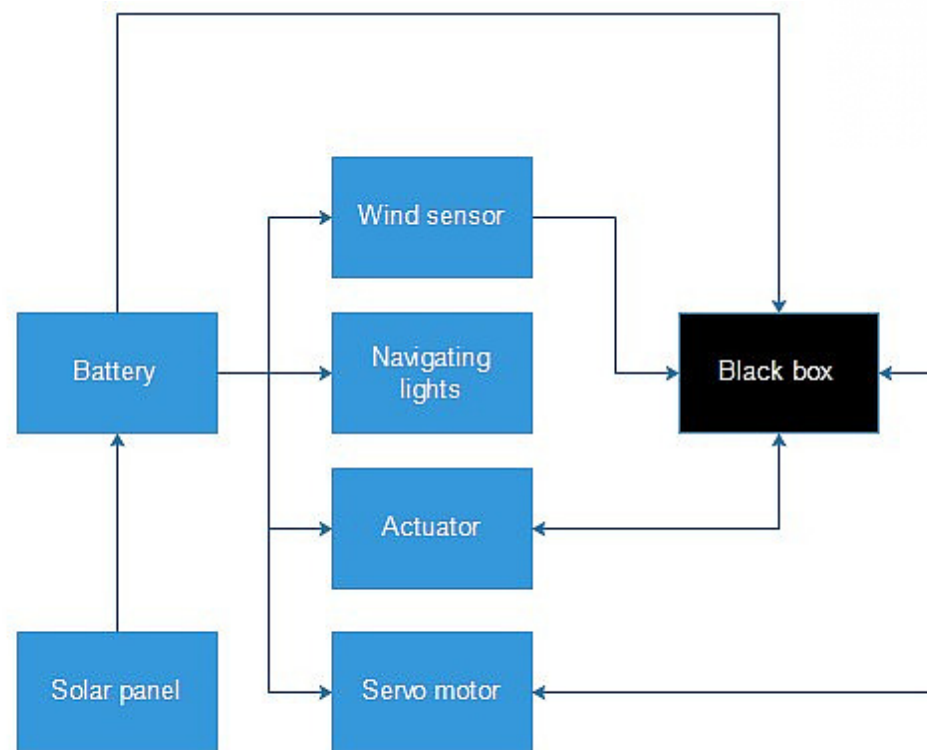 Wind sensor
Battery
Navigating
lights
Black box
Actuator
Solar panel
Servo motor